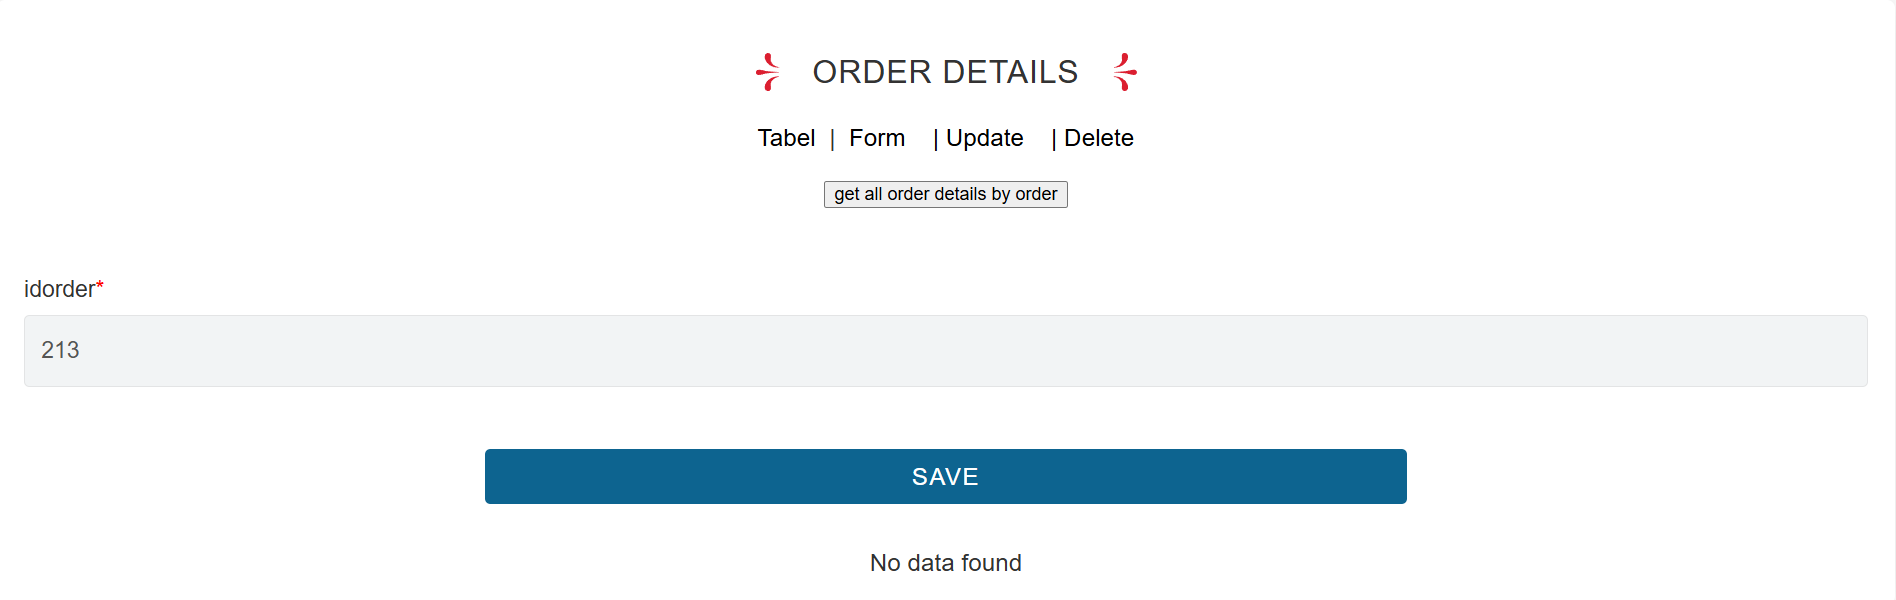 ORDER DETAILS
Tabel | Form | Update | Delete
get all order details by order
idorder*
213
SAVE
No data found